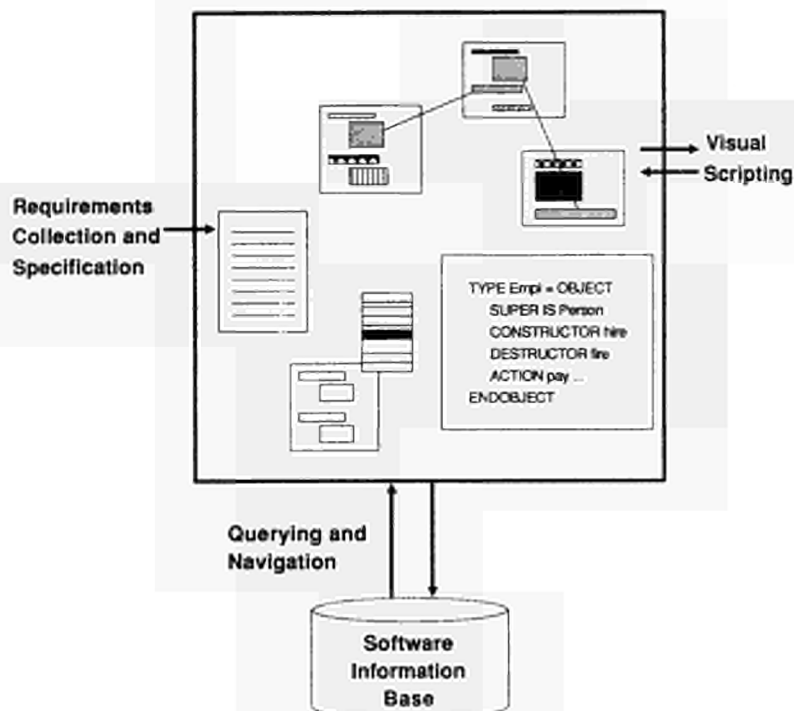 Visual
Scripting
Requirements
Collection and
Specification
TYPE Empl = OBJECT
SUPER IS Person
CONSTRUCTOR hire
DESTRUCTOR fire
ACTION pay ...
ENDOBJECT
Querying and
Navigation
Software
Information
Base